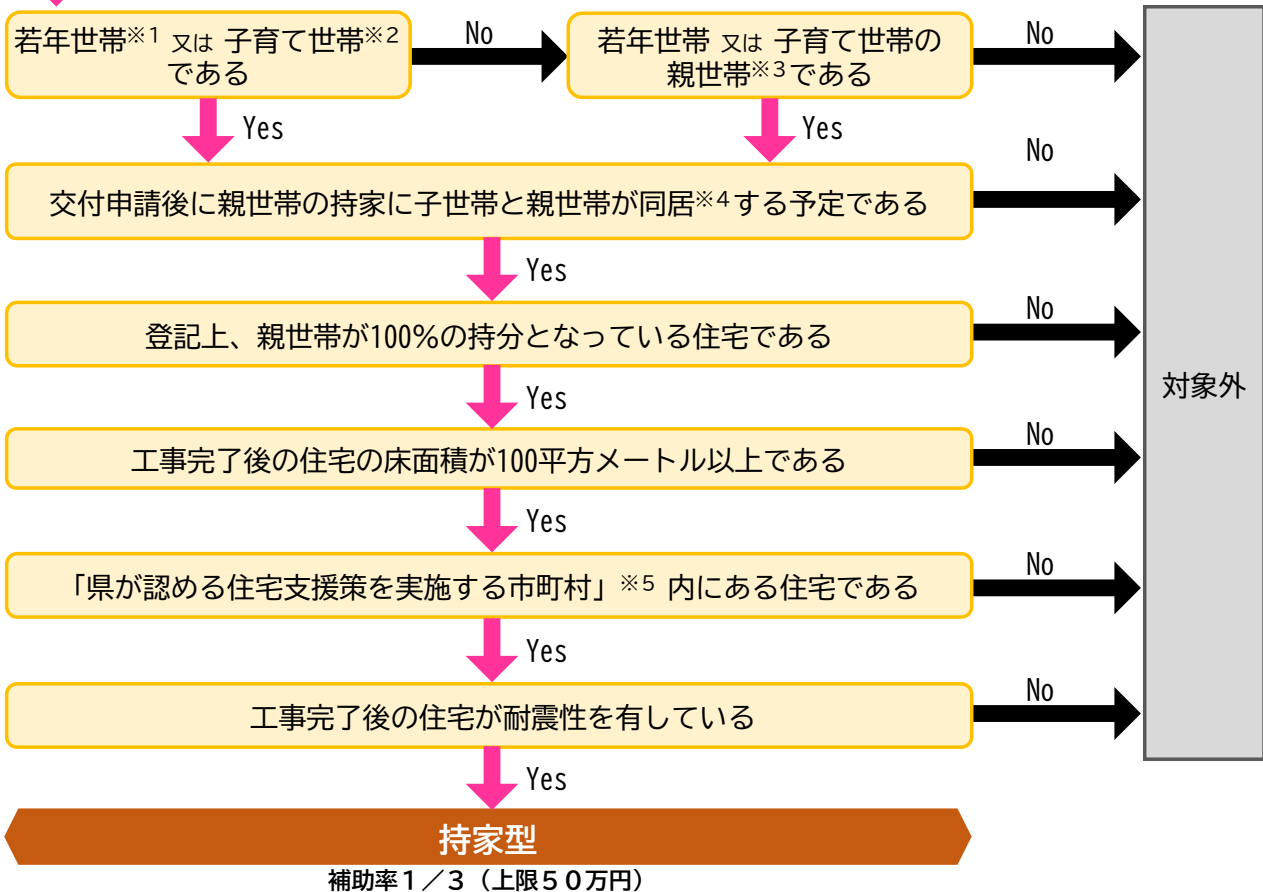 若年世帯※1 又は 子育て世帯※2
である
No
若年世帯 又は 子育て世帯の
親世帯※3である
No
Yes
Yes
交付申請後に親世帯の持家に子世帯と親世帯が同居※4する予定である
No
Yes
登記上、親世帯が100%の持分となっている住宅である
No
Yes
工事完了後の住宅の床面積が100平方メートル以上である
No
Yes
「県が認める住宅支援策を実施する市町村」※5 内にある住宅である
No
Yes
工事完了後の住宅が耐震性を有している
No
Yes
対象外
持家型
補助率1/3(上限50万円)